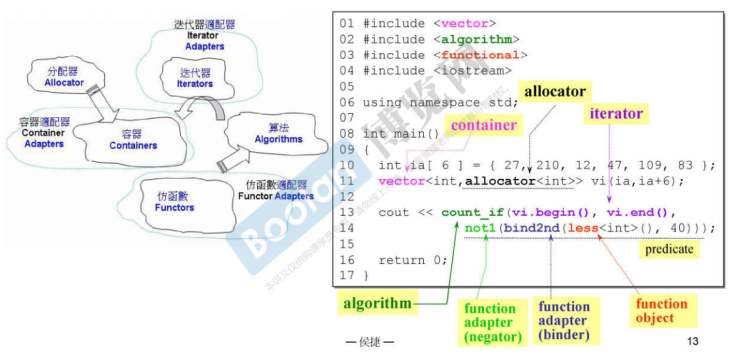 迭代器適配器
Iterator
Adapters
分配器
Allocator
迭代器
Iterators
容器適配器
Container
Adapters
容器
Containers
算法
Algorithms
仿函數
Functors
仿函數適配器
Functor Adapters
01 #include <vector>
02 #include <algorithm>
03 #include <functional>
04 #include <iostream>
05
06 using namespace std;
07
08 int main()
09 {
10 int ia[ 6 ] = { 27, 210, 12, 47, 109, 83 };
11 vector<int,allocator<int>> vi(ia,ia+6);
12
13 cout << count_if(vi.begin(), vi.end(),
14 not1(bind2nd(less<int>(), 40)));
15
16 return 0;
17 }
allocator
container
iterator
predicate
algorithm
function
adapter
(negator)
function
adapter
(binder)
function
object
Boolan 博览网
— 侯捷 —
13